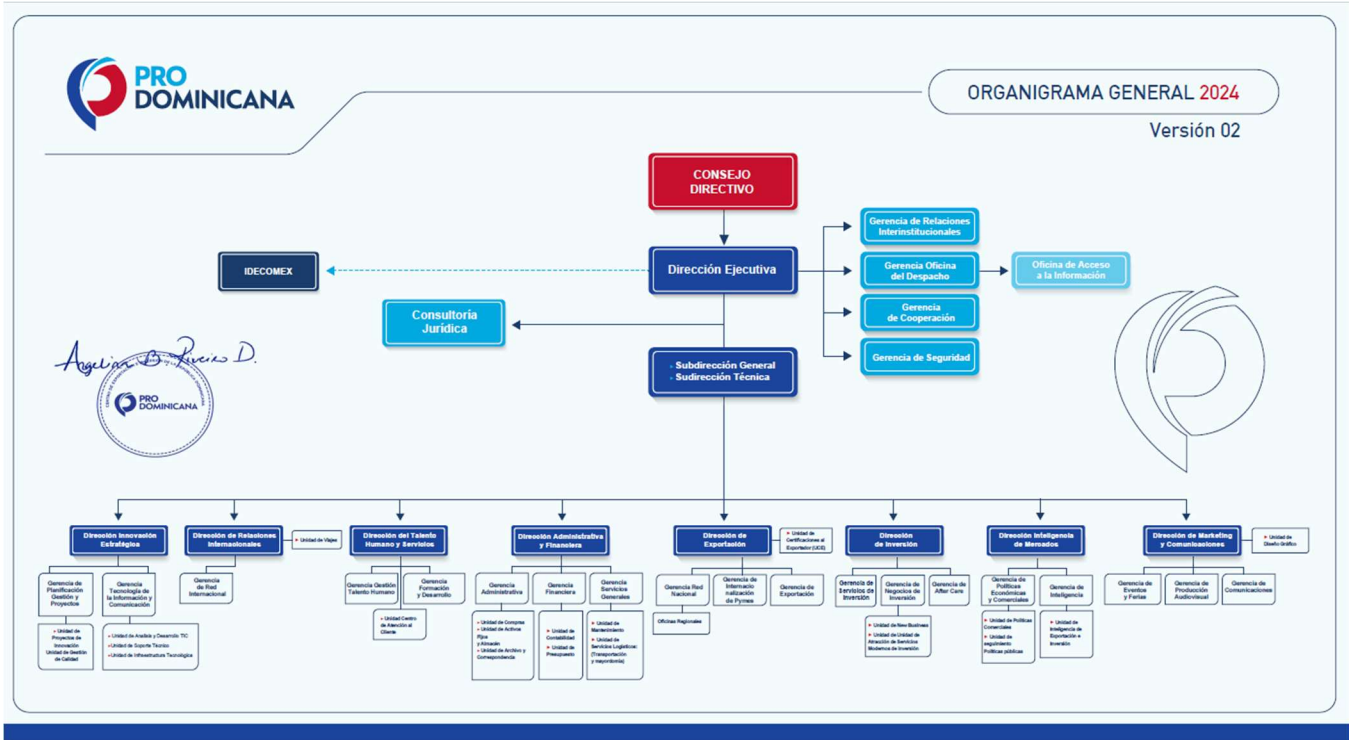 PRO
DOMINICANA
ORGANIGRAMA GENERAL 2024
Versión 02
CONSEJO
DIRECTIVO
Gerencia de Relaciones
Interinstitucionales
IDECOMEX
Dirección Ejecutiva
Gerencia Oficina
del Despacho
Oficina de Acceso
a la Información
Consultoría
Jurídica
Gerencia
de Cooperación
Gerencia de Seguridad
Subdirección General
Sudirección Técnica
PRO
DOMINICANA
Dirección Innovación
Estratégica
Dirección de Relaciones
Internacionales
Unidad de Viajes
Dirección del Talento
Humano y Servicios
Dirección Administrativa
y Financiera
Dirección de
Exportación
Unidad de
Certificaciones al
Exportador (UCE)
Dirección
de Inversión
Dirección Inteligencia
de Mercados
Dirección de Marketing
y Comunicaciones
Unidad de
Diseño Gráfico
Gerencia de
Planificación
Gestión y
Proyectos
Gerencia
Tecnología de
la Información y
Comunicación
Gerencia
de Red
Internacional
Gerencia Gestión
Talento Humano
Gerencia
Formación
y Desarrollo
Gerencia
Administrativa
Gerencia
Financiera
Gerencia
Servicios
Generales
Gerencia Red
Nacional
Gerencia de
Internacio
nalización
de Pymes
Gerencia de
Exportación
Gerencia de
Servicios de
Inversión
Gerencia de
Negocios de
Inversión
Gerencia de
After Care
Gerencia de
Políticas
Económicas
y Comerciales
Gerencia de
Inteligencia
Gerencia de
Eventos
y Ferias
Gerencia de
Producción
Audiovisual
Gerencia de
Comunicaciones
Unidad de
Proyectos de
Innovación
Unidad de Gestión
de Calidad
Unidad de Analisis y Desarrollo TIC
Unidad de Soporte Técnico
Unidad de Infraestructura Tecnológica
Unidad Centro
de Atención al
Cliente
Unidad de Compras
Unidad de Activos
Fijos
y Almacén
Unidad de Archivo y
Correspondencia
Unidad de
Contabilidad
Unidad de
Presupuesto
Unidad de
Mantenimiento
Unidad de
Servicios Logísticos:
(Transportación
y mayordomía)
Oficinas Regionales
Unidad de New Business
Unidad de Unidad de
Atracción de Servicios
Modernos de Inversión
Unidad de Políticas
Comerciales
Unidad de
seguimiento
Políticas públicas
Unidad de
Inteligencia de
Exportación e
Inversión